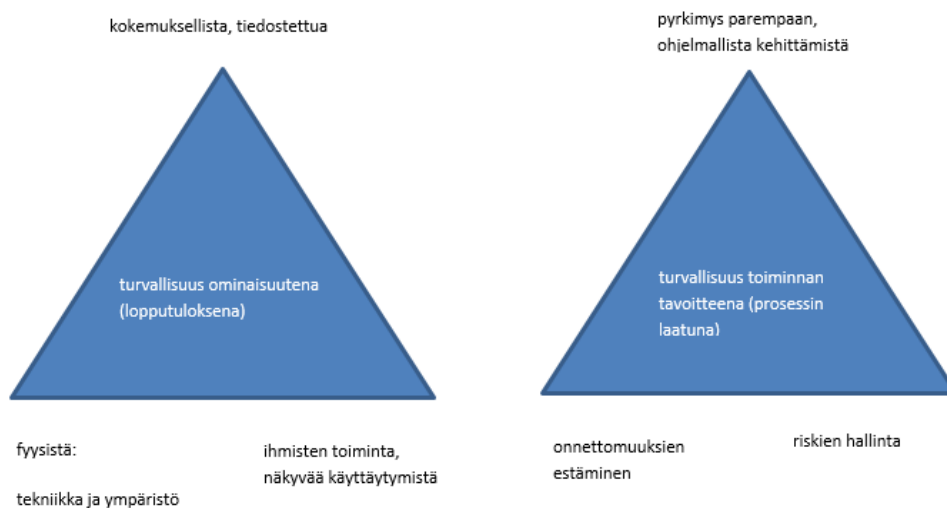 kokemuksellista, tiedostettua
turvallisuus ominaisuutena
(lopputuloksena)
fyysistä:
tekniikka ja ympäristö
ihmisten toiminta,
näkyvää käyttäytymistä
pyrkimys parempaan,
ohjelmallista kehittämistä
turvallisuus toiminnan
tavoitteena (prosessin
laatuna)
onnettomuuksien
estäminen
riskien hallinta